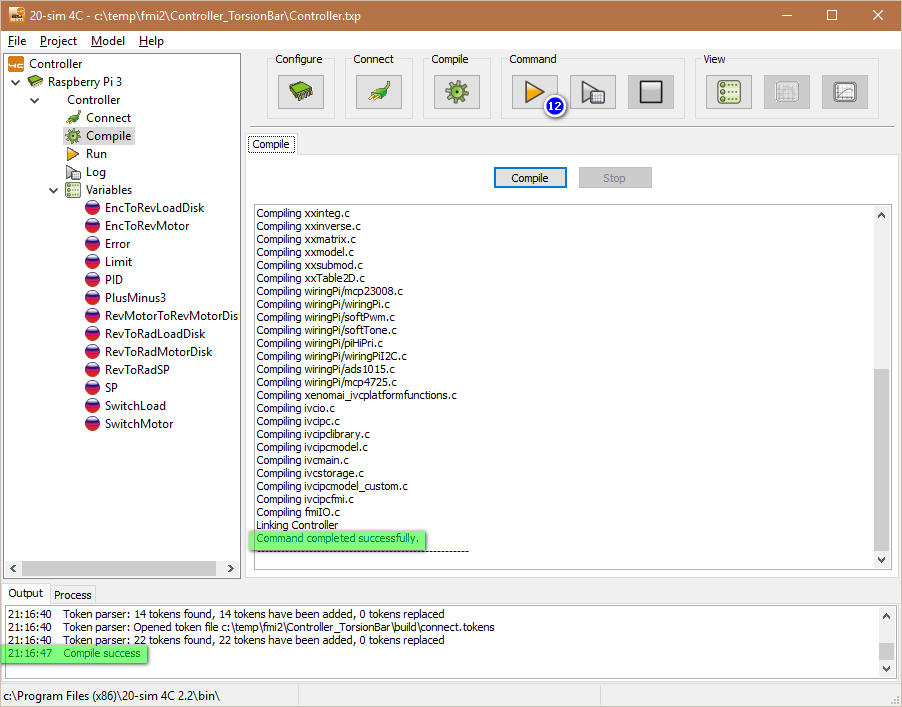 20-sim 4C - c:\temp\fmi2\Controller_TorsionBar\Controller.txp
File Project Model Help
Controller
Raspberry Pi 3
Controller
Connect
Compile
Run
Log
Variables
EncToRevLoadDisk
EncToRevMotor
Error
Limit
PID
PlusMinus3
RevMotorToRevMotorDis
RevToRadLoadDisk
RevToRadMotorDisk
RevToRadSP
SP
SwitchLoad
SwitchMotor
Configure Connect Compile Command View
12
Compile
Compile Stop
Compiling xxinteg.c
Compiling xxinverse.c
Compiling xxmatrix.c
Compiling xxmodel.c
Compiling xxsubmod.c
Compiling xxTable2D.c
Compiling wiringPi/mcp23008.c
Compiling wiringPi/wiringPi.c
Compiling wiringPi/softPwm.c
Compiling wiringPi/softTone.c
Compiling wiringPi/piHiPri.c
Compiling wiringPi/wiringPiI2C.c
Compiling wiringPi/ads1015.c
Compiling wiringPi/mcp4725.c
Compiling xenomai_ivcplatformfunctions.c
Compiling ivcio.c
Compiling ivcipc.c
Compiling ivcipclibrary.c
Compiling ivcipcmodel.c
Compiling ivcmain.c
Compiling ivcstorage.c
Compiling ivcipcmodel_custom.c
Compiling ivcipcfmi.c
Compiling fmiIO.c
Linking Controller
Command completed successfully.
-----------------------------------------------------
Output Process
21:16:40 Token parser: 14 tokens found, 14 tokens have been added, 0 tokens replaced
21:16:40 Token parser: Opened token file c:\temp\fmi2\Controller_TorsionBar\build\connect.tokens
21:16:40 Token parser: 22 tokens found, 22 tokens have been added, 0 tokens replaced
21:16:47 Compile success
c:\Program Files (x86)\20-sim 4C 2.2\bin\